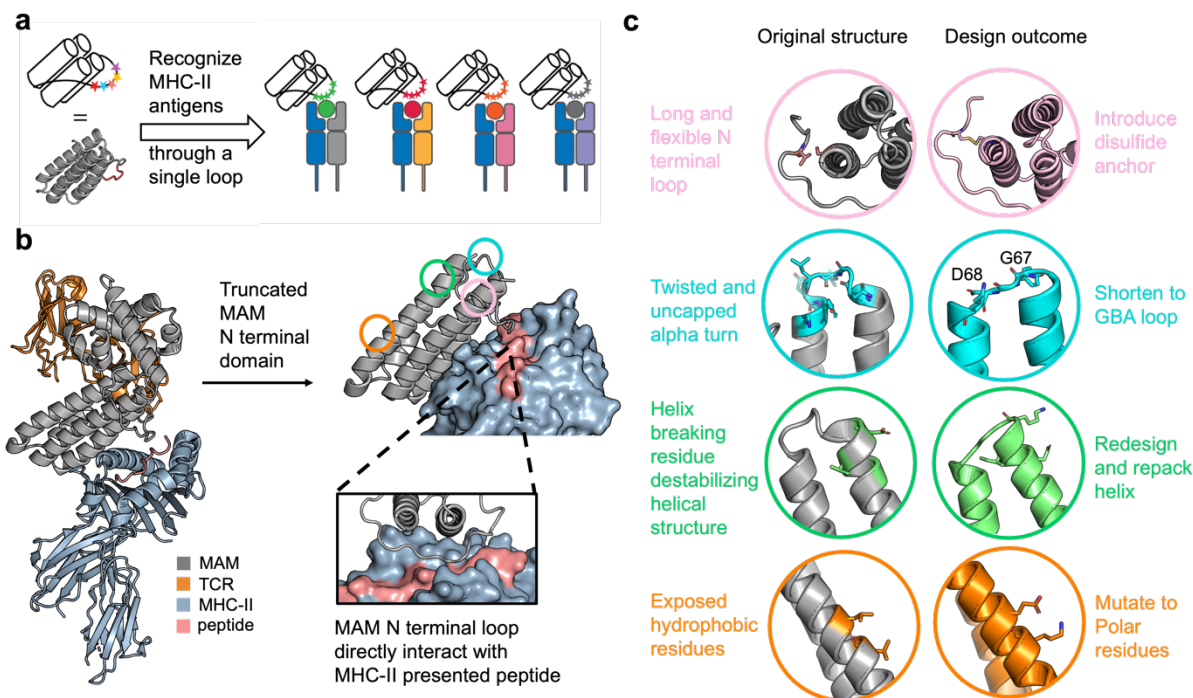 a
Recognize
MHC-II
antigens
through a
single loop
=
b
Truncated
MAM
N terminal
domain
MAM
TCR
MHC-II
peptide
MAM N terminal loop
directly interact with
MHC-II presented peptide
c
Original structure
Design outcome
Long and
flexible N
terminal
loop
Introduce
disulfide
anchor
Twisted and
uncapped
alpha turn
D68
G67
Shorten to
GBA loop
Helix
breaking
residue
destabilizing
helical
structure
Redesign
and repack
helix
Exposed
hydrophobic
residues
Mutate to
Polar
residues